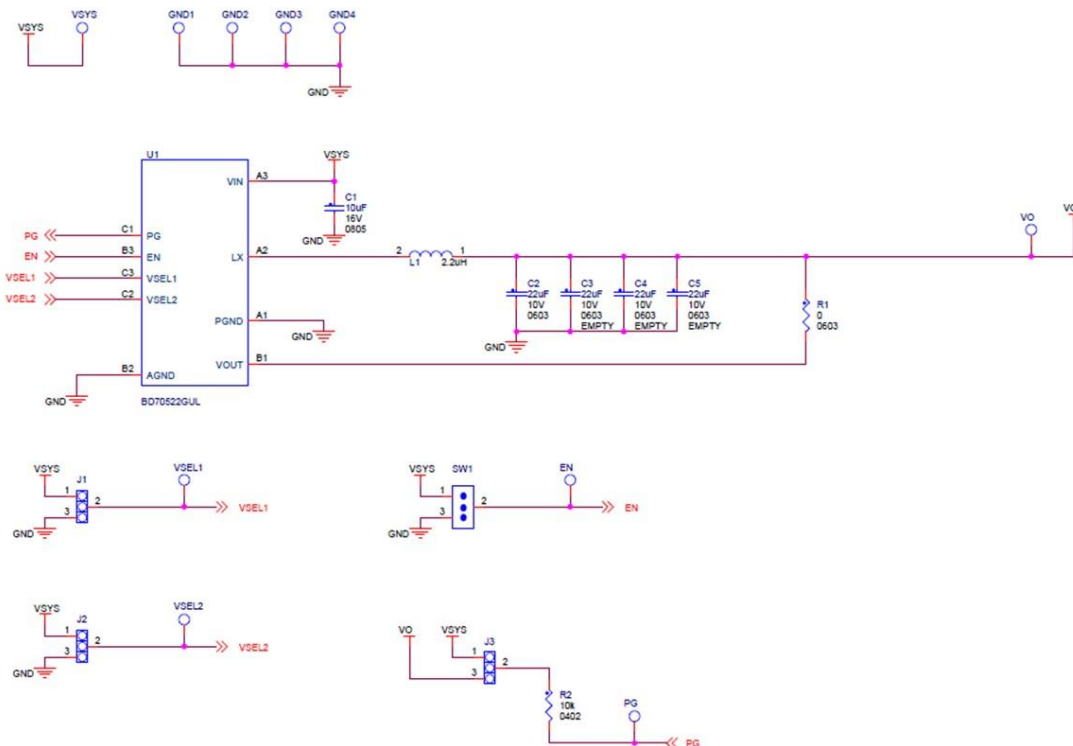 VSYS
VSYS
GND1
GND2
GND3
GND4
GND
U1
VIN
A3
VSYS
C1
10uF
16V
0805
GND
PG
C1
PG
EN
B3
EN
VSEL1
C3
VSEL1
VSEL2
C2
VSEL2
LX
A2
2
L1
1
2.2uH
C2
22uF
10V
0603
C3
22uF
10V
0603
EMPTY
C4
22uF
10V
0603
EMPTY
C5
22uF
10V
0603
EMPTY
GND
VO
R1
0
0603
PGND
A1
GND
VOUT
B1
B2
AGND
GND
BD70522GUL
VSYS
J1
1
2
3
GND
VSEL1
VSEL1
VSYS
SW1
1
2
3
GND
EN
EN
VSYS
J2
1
2
3
GND
VSEL2
VSEL2
VO
VSYS
J3
1
2
3
R2
10k
0402
PG
PG